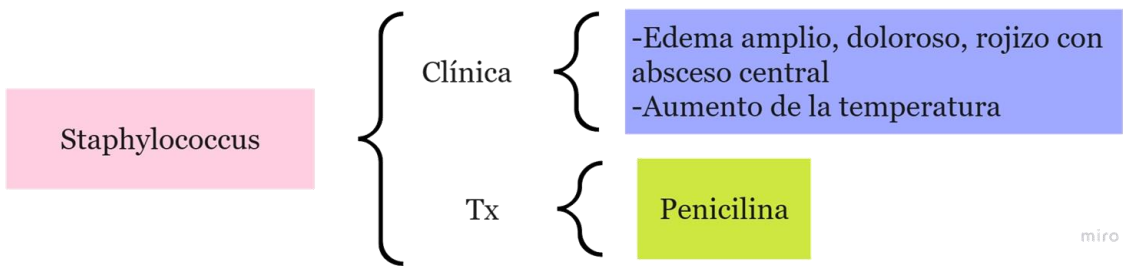 Staphylococcus
Clínica
-Edema amplio, doloroso, rojizo con
absceso central
-Aumento de la temperatura
Tx
Penicilina
miro